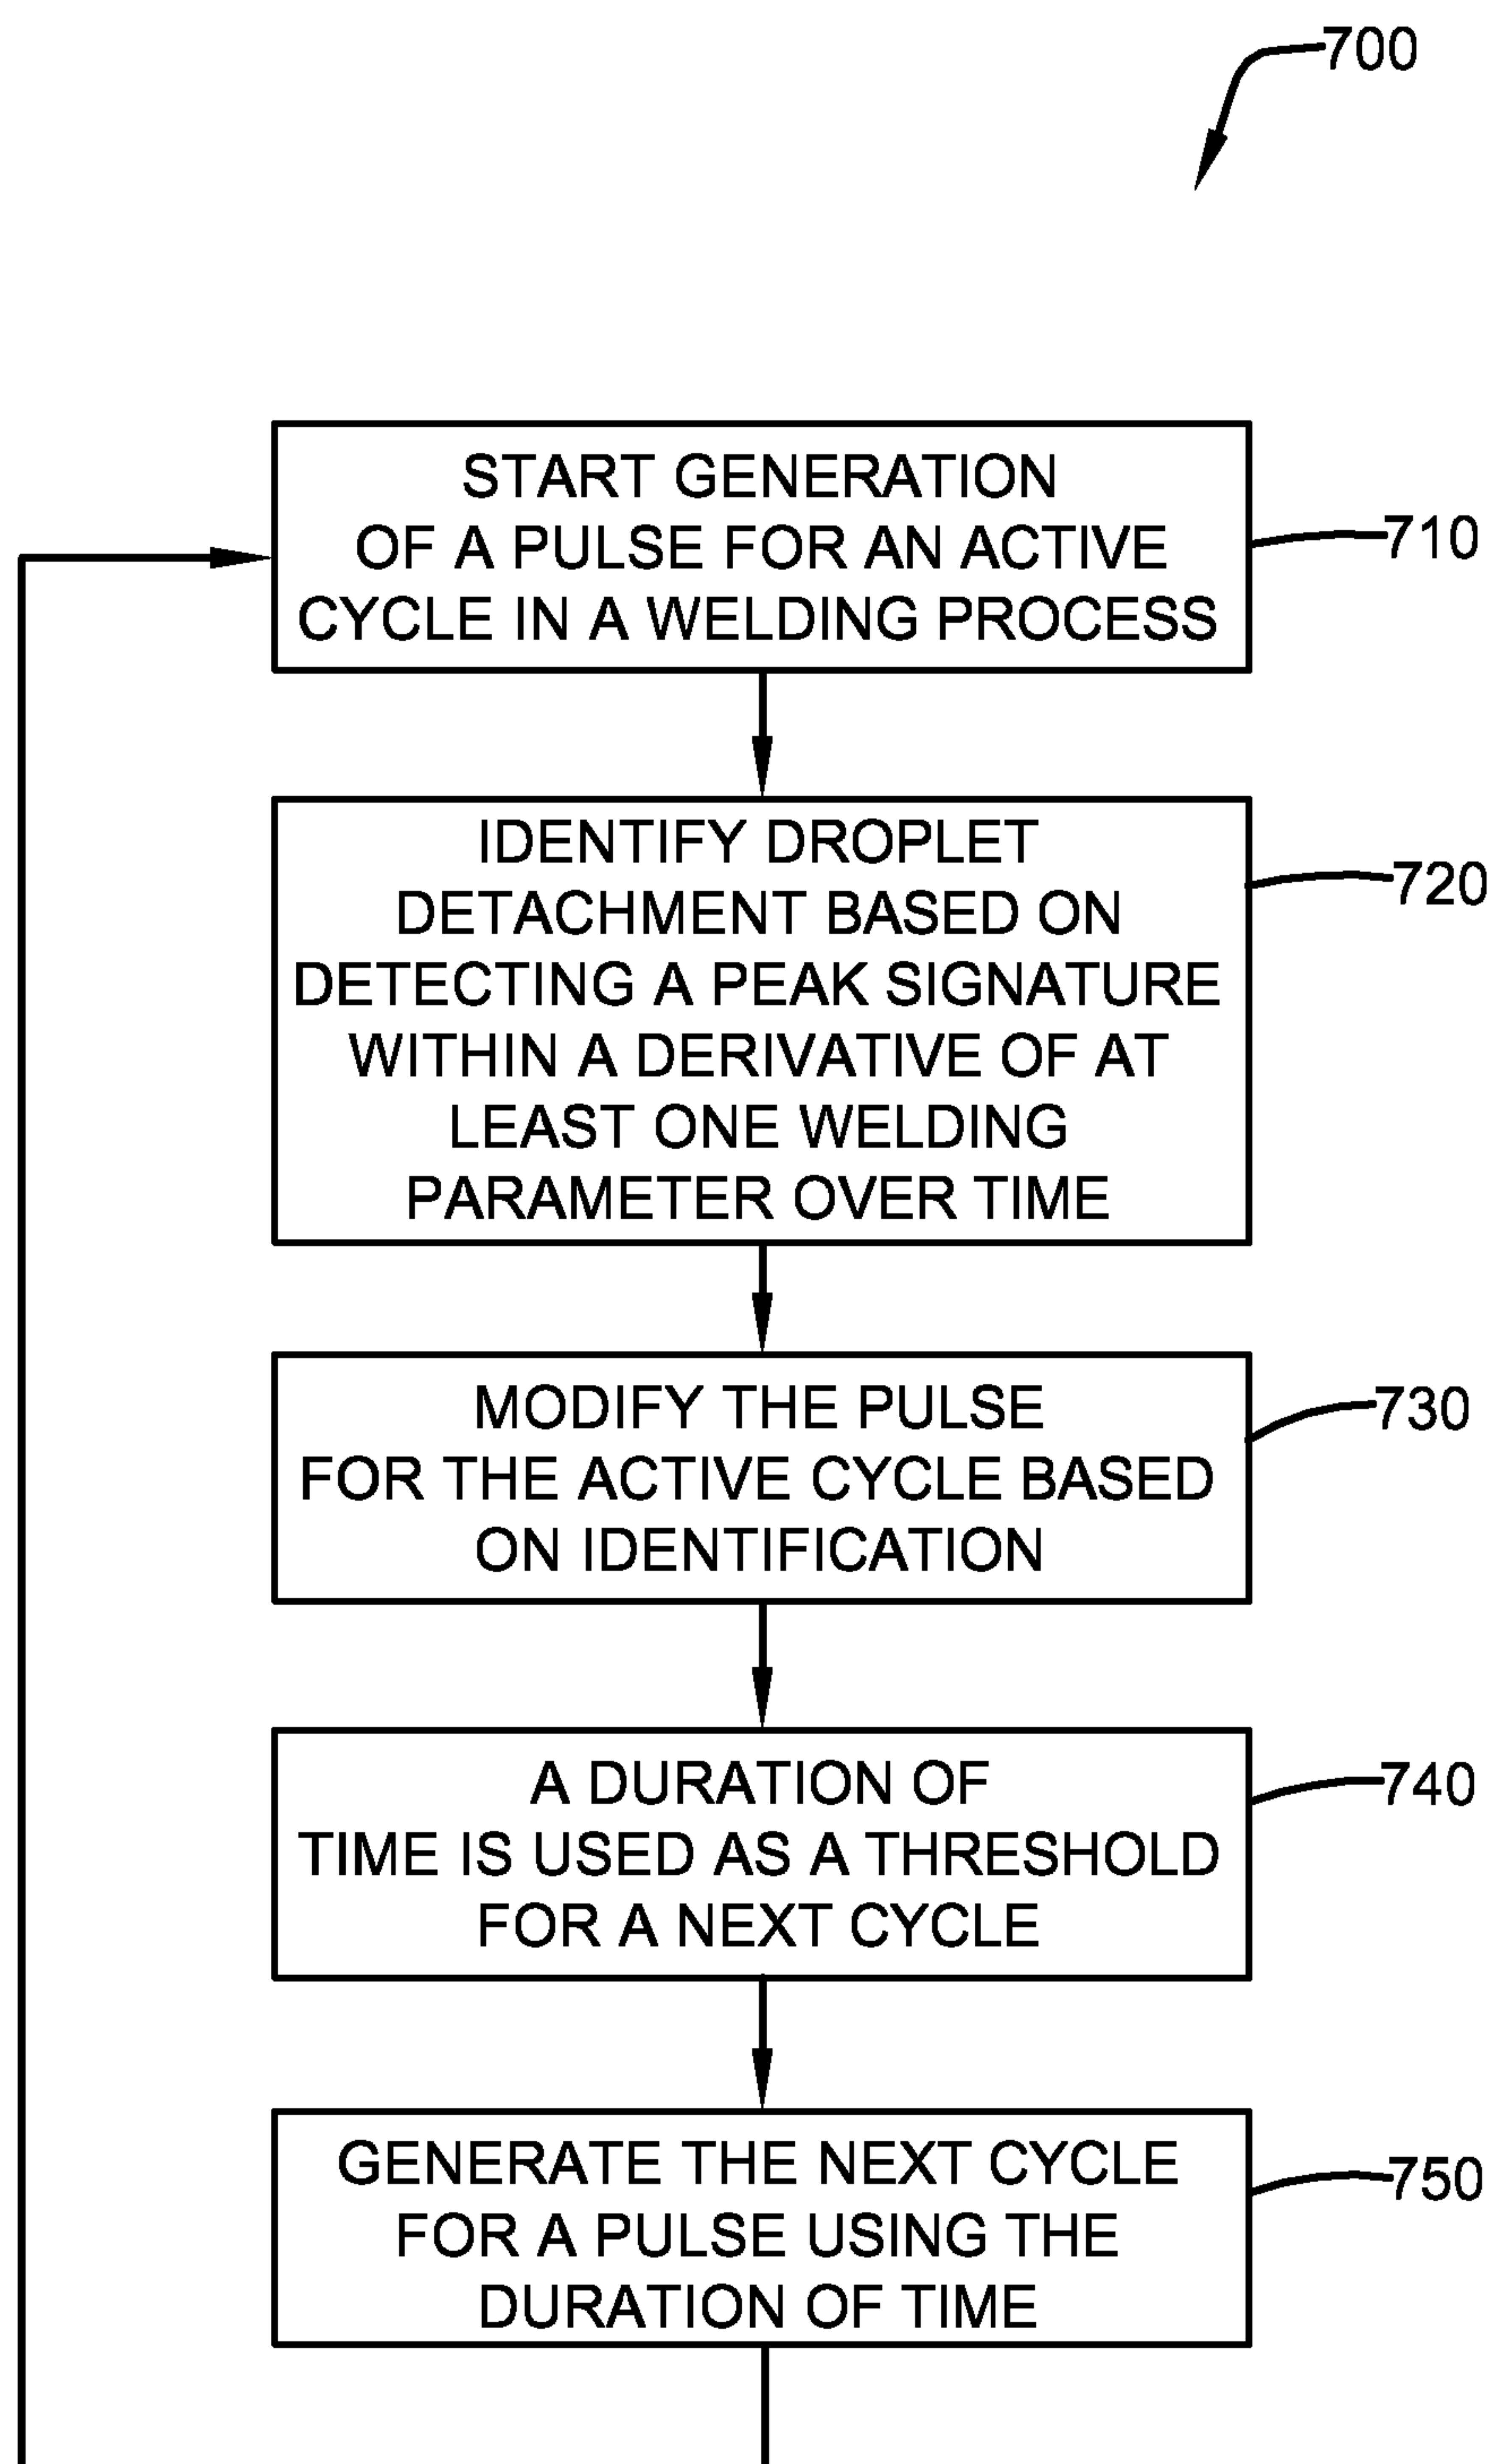 700
START GENERATION
OF A PULSE FOR AN ACTIVE
CYCLE IN A WELDING PROCESS
710
IDENTIFY DROPLET
DETACHMENT BASED ON
DETECTING A PEAK SIGNATURE
WITHIN A DERIVATIVE OF AT
LEAST ONE WELDING
PARAMETER OVER TIME
720
MODIFY THE PULSE
FOR THE ACTIVE CYCLE BASED
ON IDENTIFICATION
730
A DURATION OF
TIME IS USED AS A THRESHOLD
FOR A NEXT CYCLE
740
GENERATE THE NEXT CYCLE
FOR A PULSE USING THE
DURATION OF TIME
750